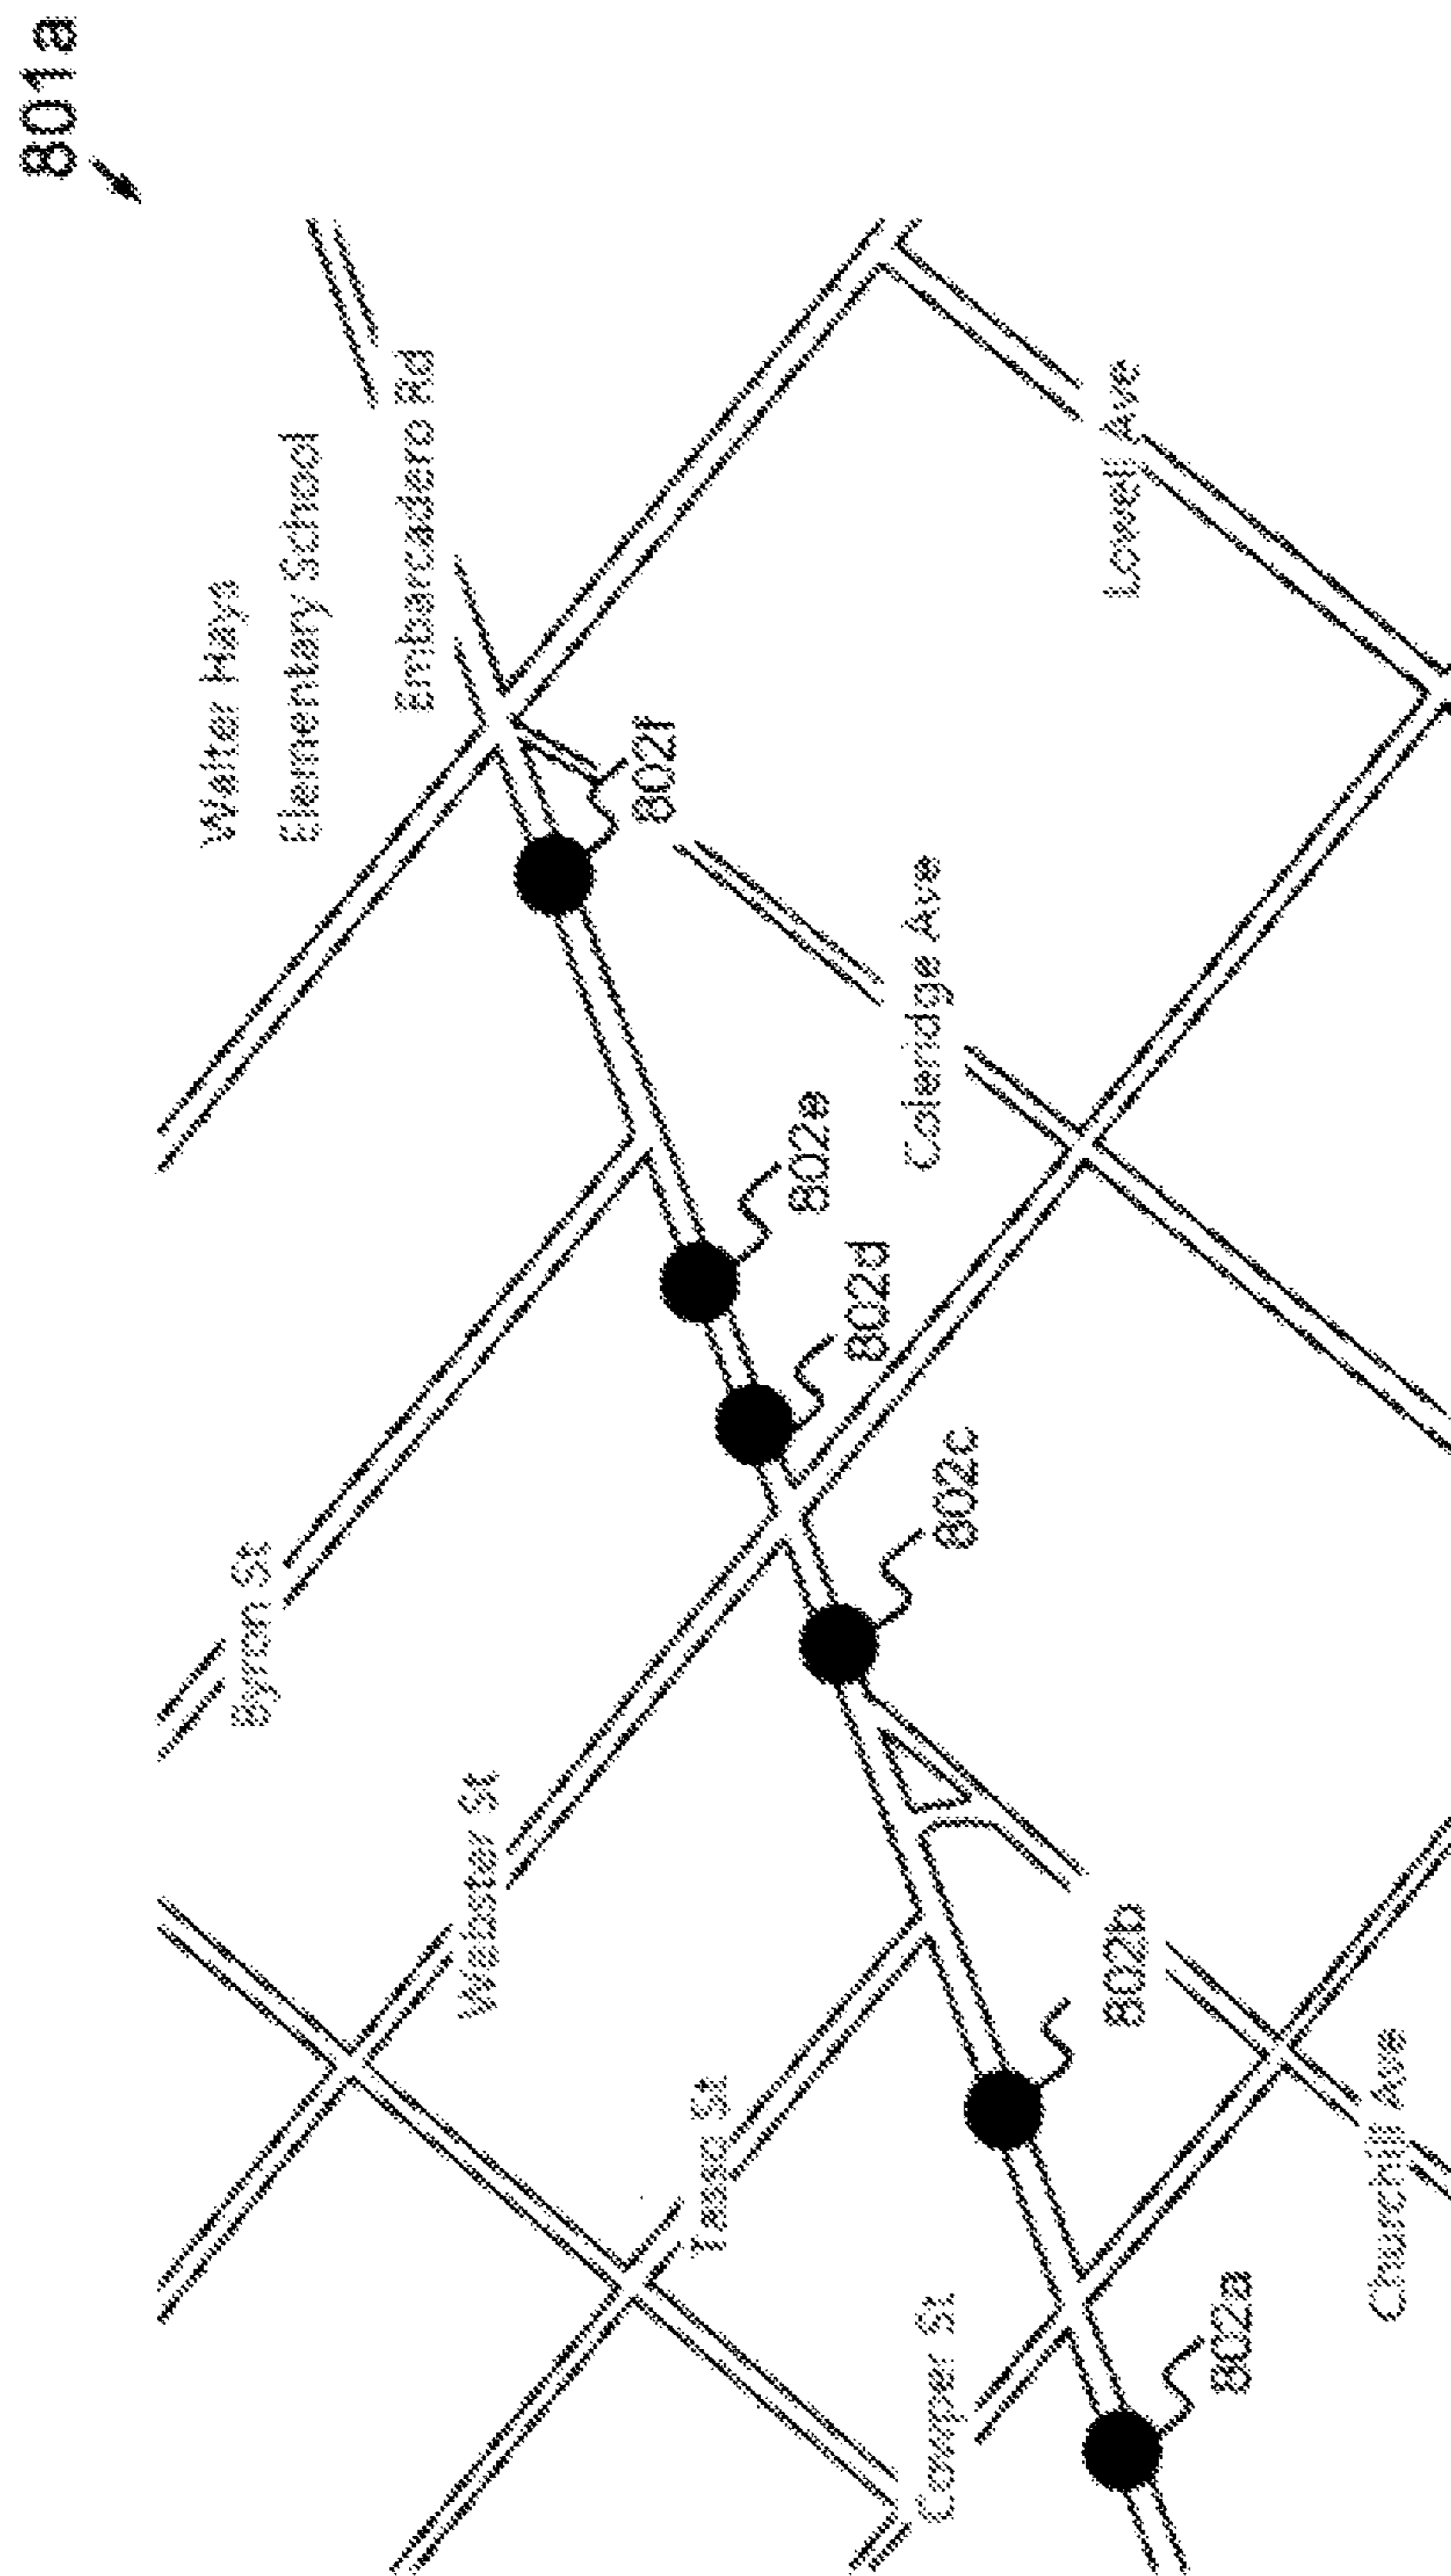 801a
Walter Hays
Elementary School
Embarcadero Rd
802f
Lowell Ave
Byron St
802e
Coleridge Ave
802d
Webster St
802c
Tasso St
802b
Cowper St
802a
Churchill Ave